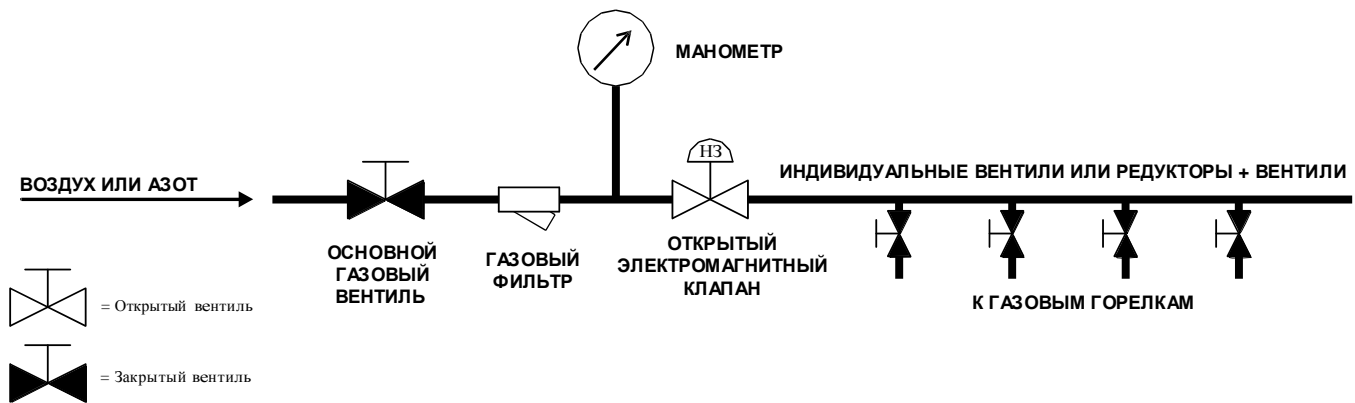 МАНОМЕТР
НЗ
ИНДИВИДУАЛЬНЫЕ ВЕНТИЛИ ИЛИ РЕДУКТОРЫ + ВЕНТИЛИ
ВОЗДУХ ИЛИ АЗОТ
ОСНОВНОЙ
ГАЗОВЫЙ
ВЕНТИЛЬ
ГАЗОВЫЙ
ФИЛЬТР
ОТКРЫТЫЙ
ЭЛЕКТРОМАГНИТНЫЙ
КЛАПАН
К ГАЗОВЫМ ГОРЕЛКАМ
= Открытый вентиль
= Закрытый вентиль